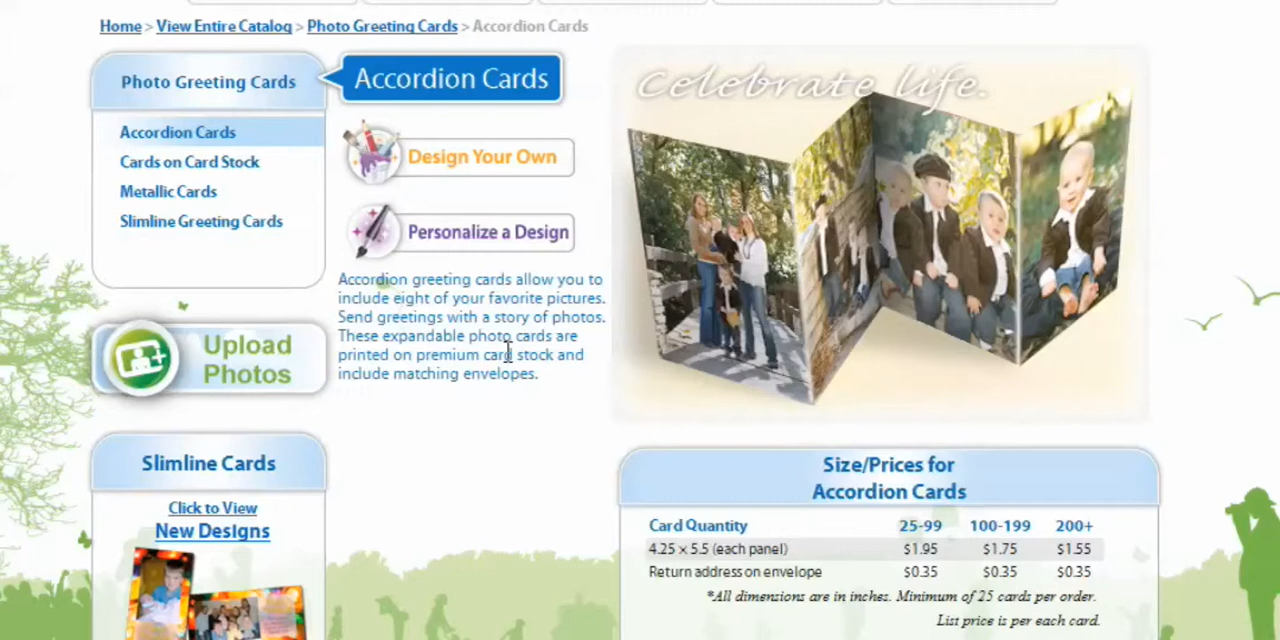 Home > View Entire Catalog > Photo Greeting Cards > Accordion Cards
Photo Greeting Cards
Accordion Cards
Cards on Card Stock
Metallic Cards
Slimline Greeting Cards
Upload
Photos
Slimline Cards
Click to View
New Designs
Accordion Cards
Design Your Own
Personalize a Design
Accordion greeting cards allow you to
include eight of your favorite pictures.
Send greetings with a story of photos.
These expandable photo cards are
printed on premium card stock and
include matching envelopes.
Celebrate life.
Size/Prices for
Accordion Cards
Card Quantity 25-99 100-199 200+
4.25 x 5.5 (each panel) $1.95 $1.75 $1.55
Return address on envelope $0.35 $0.35 $0.35
*All dimensions are in inches. Minimum of 25 cards per order.
List price is per each card.